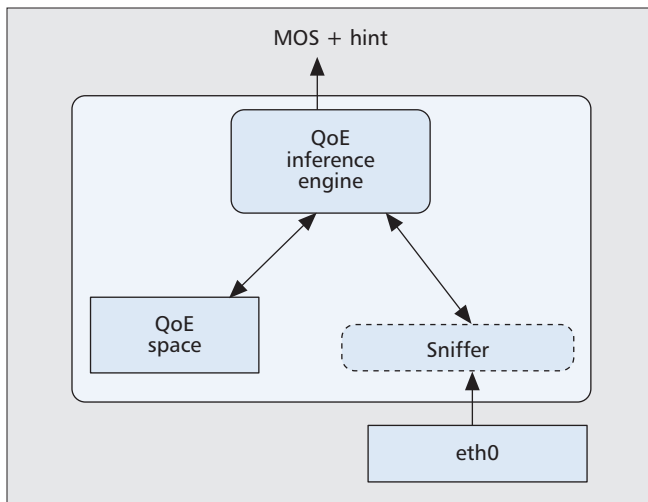 MOS + hint
QoE
inference
engine
QoE
space
Sniffer
eth0